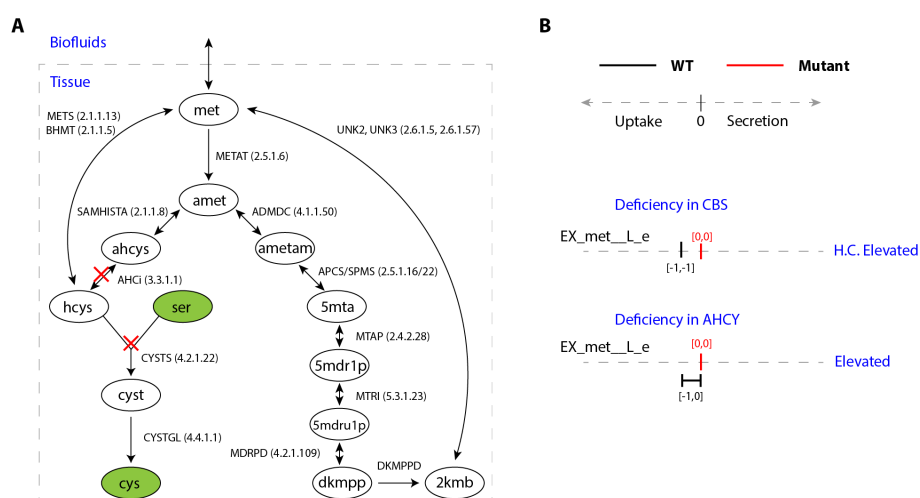 A
Biofluids
Tissue
met
METS (2.1.1.13)
BHMT (2.1.1.5)
UNK2, UNK3 (2.6.1.5, 2.6.1.57)
METAT (2.5.1.6)
amet
SAMHISTA (2.1.1.8)
ADMDC (4.1.1.50)
ahcys
ametam
AHCi (3.3.1.1)
APCS/SPMS (2.5.1.16/22)
hcys
ser
5mta
MTAP (2.4.2.28)
CYSTS (4.2.1.22)
5mdr1p
cyst
MTRI (5.3.1.23)
5mdru1p
CYSTGL (4.4.1.1)
MDRPD (4.2.1.109)
DKMPPD
cys
dkmpp
2kmb
B
WT
Mutant
Uptake
0
Secretion
Deficiency in CBS
EX_met__L_e
[0,0]
H.C. Elevated
[-1,-1]
Deficiency in AHCY
EX_met__L_e
[0,0]
Elevated
[-1,0]